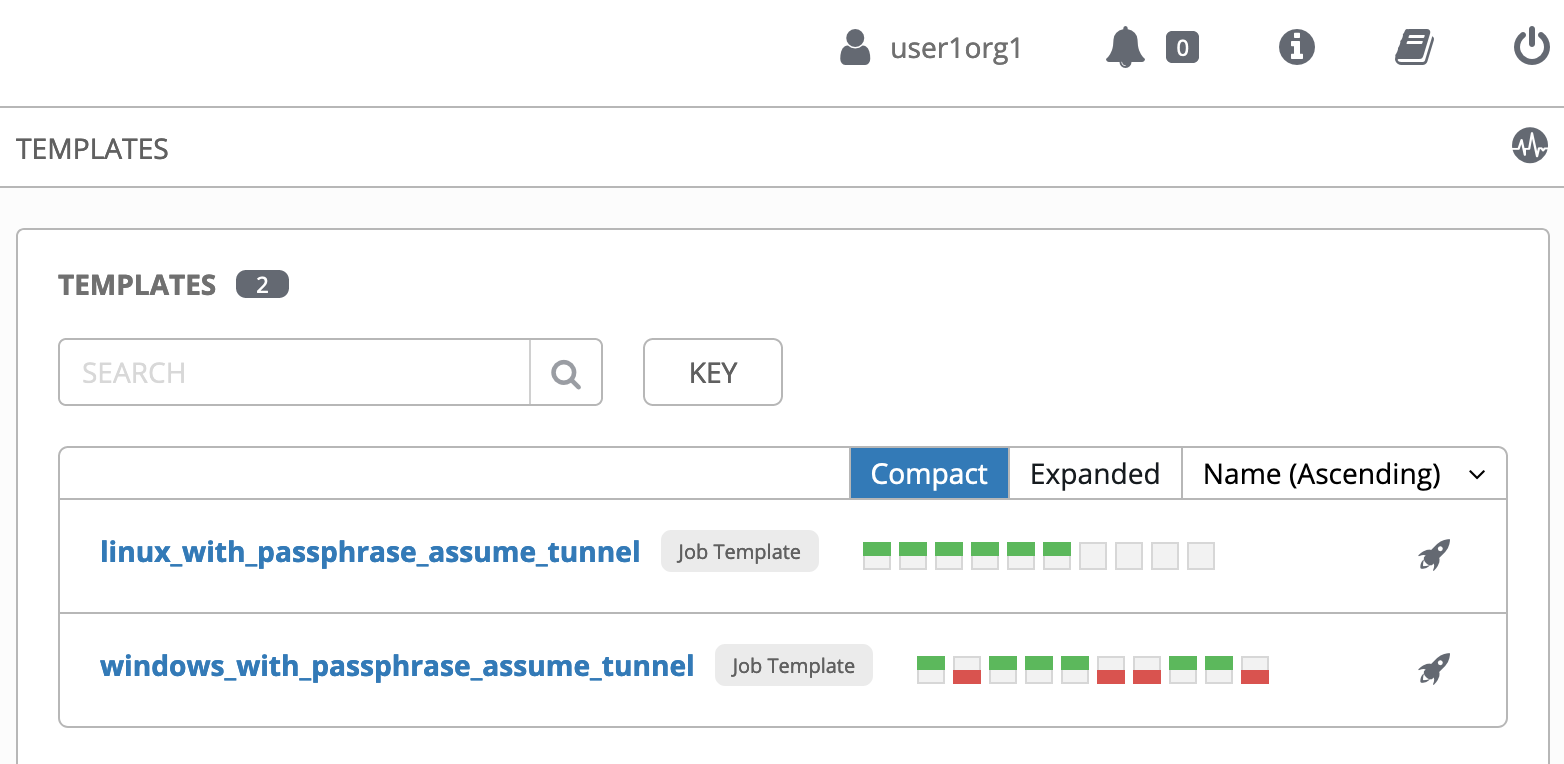 user1org1 0
TEMPLATES
TEMPLATES 2
SEARCH KEY
Compact Expanded Name (Ascending)
linux_with_passphrase_assume_tunnel Job Template
windows_with_passphrase_assume_tunnel Job Template